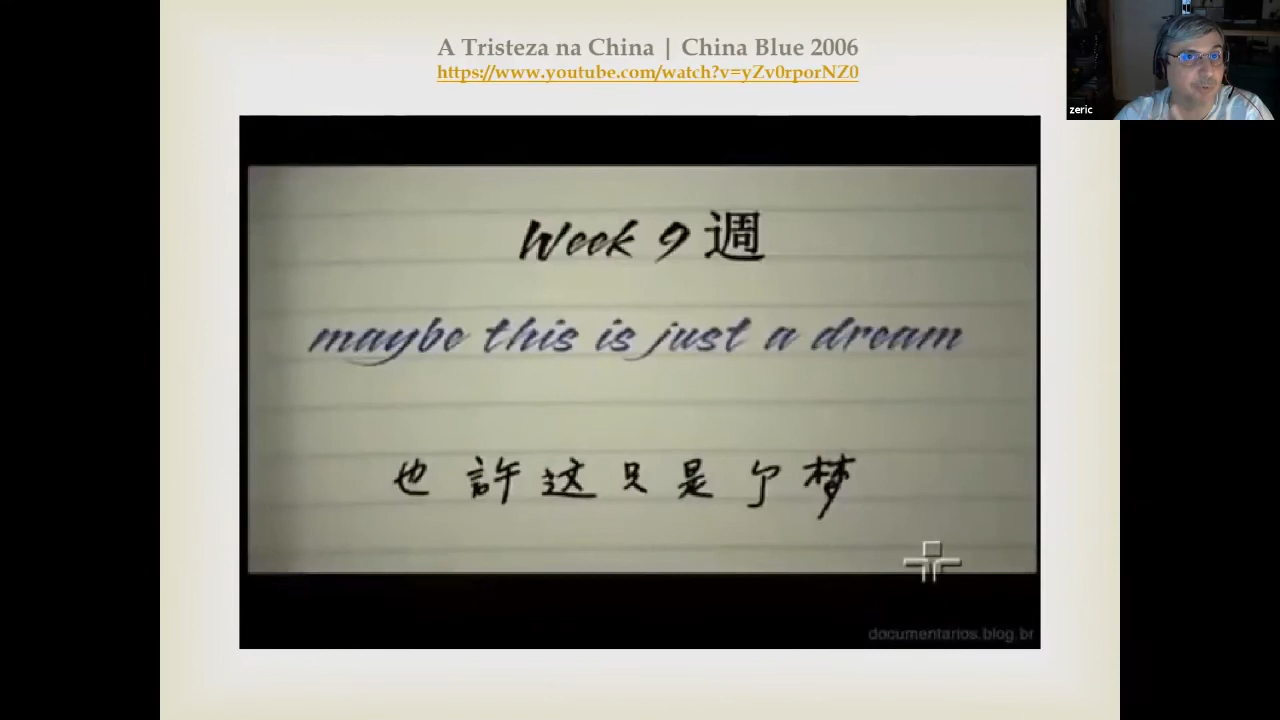 A Tristeza na China | China Blue 2006
https://www.youtube.com/watch?v=yZv0rporNZ0
zeric
Week 9 週
maybe this is just a dream
也許这只是个梦
documentarios.blog.br